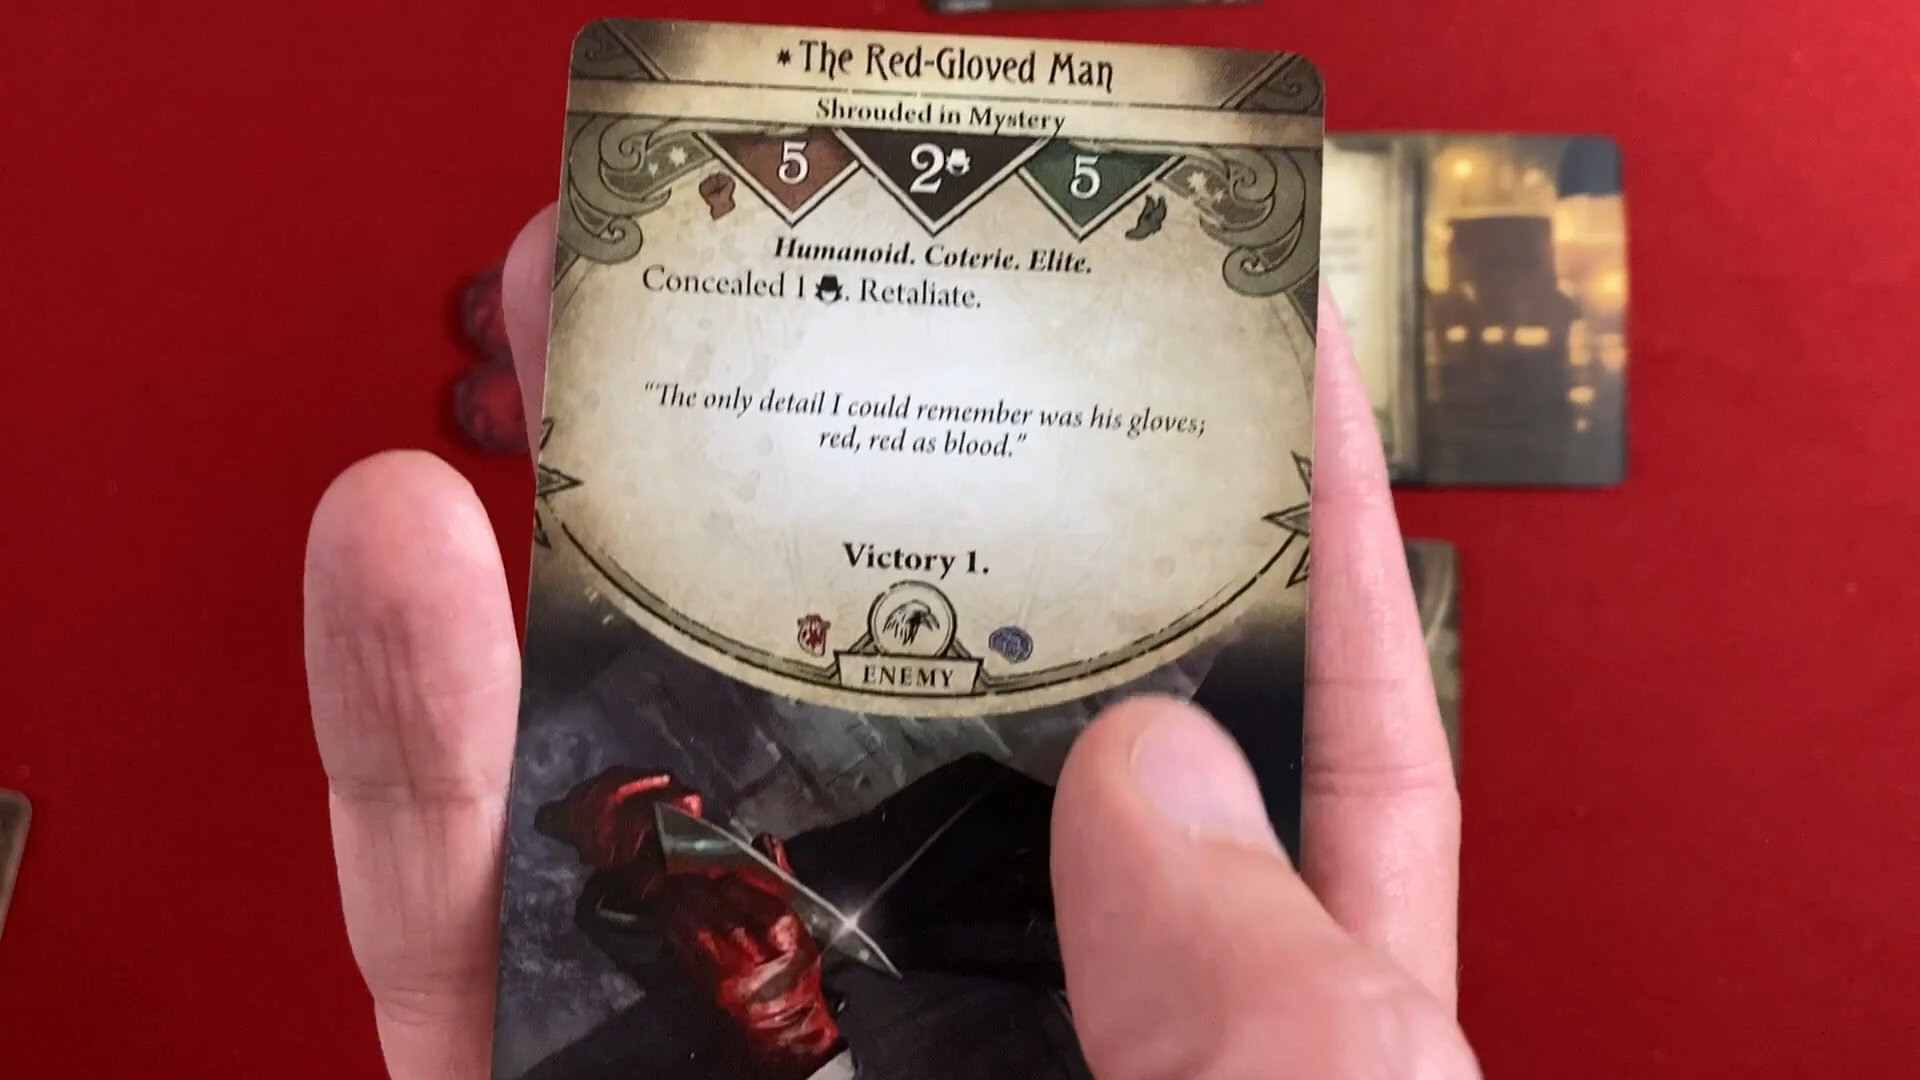 The Red-Gloved Man
Shrouded in Mystery
5 2 5
Humanoid. Coterie. Elite.
Concealed 1. Retaliate.
"The only detail I could remember was his gloves;
red, red as blood."
Victory 1.
ENEMY